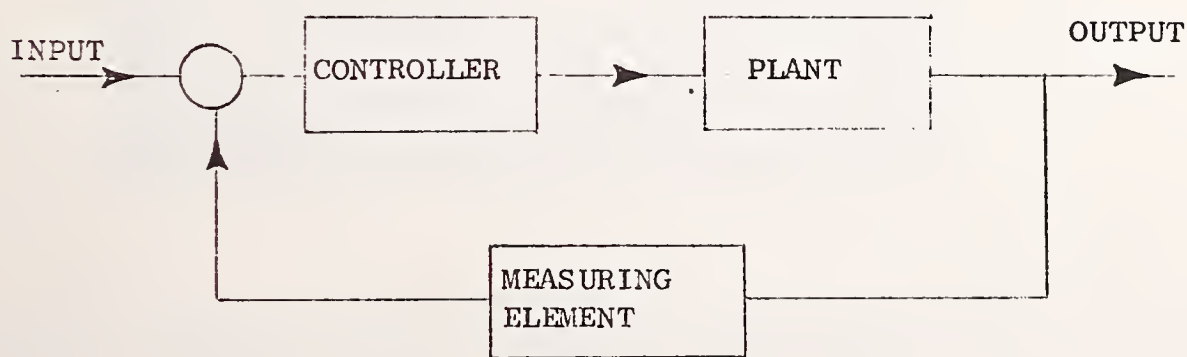 INPUT
CONTROLLER
PLANT
OUTPUT
MEASURING
ELEMENT